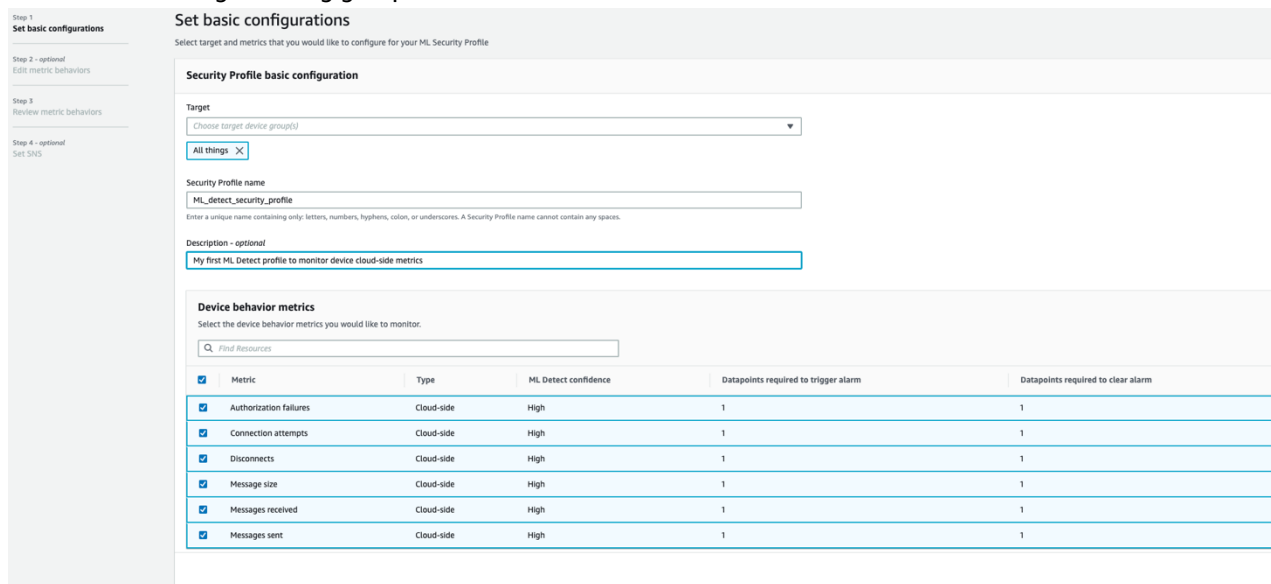 Step 1
Set basic configurations
Step 2 - optional
Edit metric behaviors
Step 3
Review metric behaviors
Step 4 - optional
Set SNS
Set basic configurations
Select target and metrics that you would like to configure for your ML Security Profile
Security Profile basic configuration
Target
Choose target device group(s)
All things
Security Profile name
ML_detect_security_profile
Enter a unique name containing only: letters, numbers, hyphens, colon, or underscores. A Security Profile name cannot contain any spaces.
Description - optional
My first ML Detect profile to monitor device cloud-side metrics
Device behavior metrics
Select the device behavior metrics you would like to monitor.
Find Resources
Metric Type ML Detect confidence Datapoints required to trigger alarm Datapoints required to clear alarm
Authorization failures Cloud-side High 1 1
Connection attempts Cloud-side High 1 1
Disconnects Cloud-side High 1 1
Message size Cloud-side High 1 1
Messages received Cloud-side High 1 1
Messages sent Cloud-side High 1 1